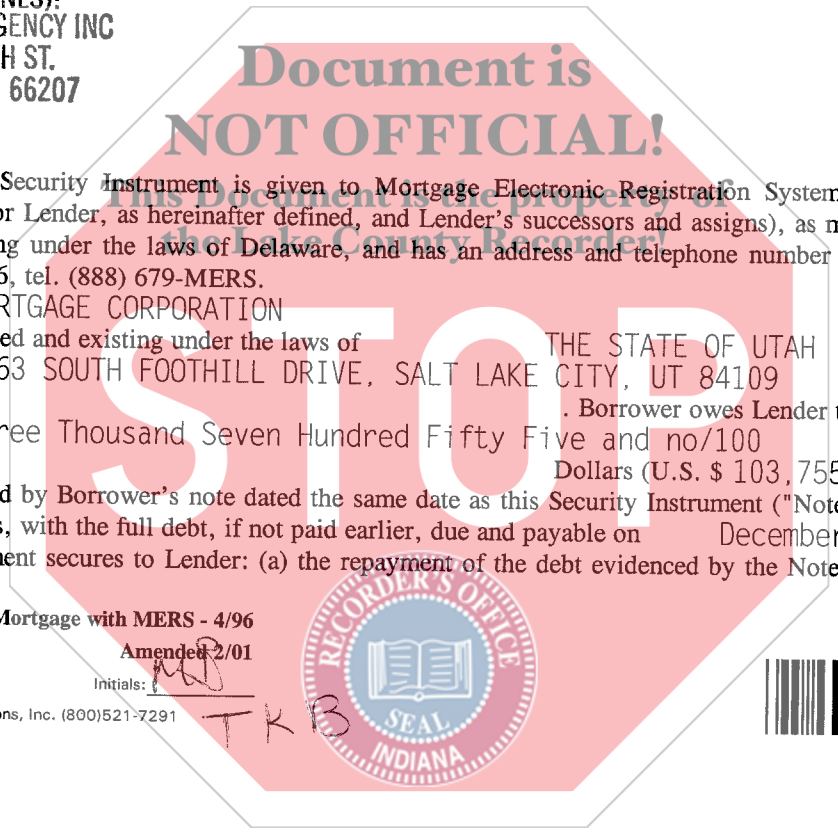 GENCY INC
H ST.
66207
Document is
NOT OFFICIAL!
This Document is the property of
the Lake County Recorder!
Security Instrument is given to Mortgage Electronic Registration System
or Lender, as hereinafter defined, and Lender's successors and assigns), as m
ng under the laws of Delaware, and has an address and telephone number
6, tel. (888) 679-MERS.
RTGAGE CORPORATION
ed and existing under the laws of THE STATE OF UTAH
63 SOUTH FOOTHILL DRIVE, SALT LAKE CITY, UT 84109
. Borrower owes Lender t
ree Thousand Seven Hundred Fifty Five and no/100
Dollars (U.S. $ 103,755
d by Borrower's note dated the same date as this Security Instrument ("Note
s, with the full debt, if not paid earlier, due and payable on December
ent secures to Lender: (a) the repayment of the debt evidenced by the Note
STOP
Mortgage with MERS - 4/96
Amended 2/01
Initials: MB
ons, Inc. (800)521-7291 TKB
RECORDER'S OFFICE
SEAL
INDIANA